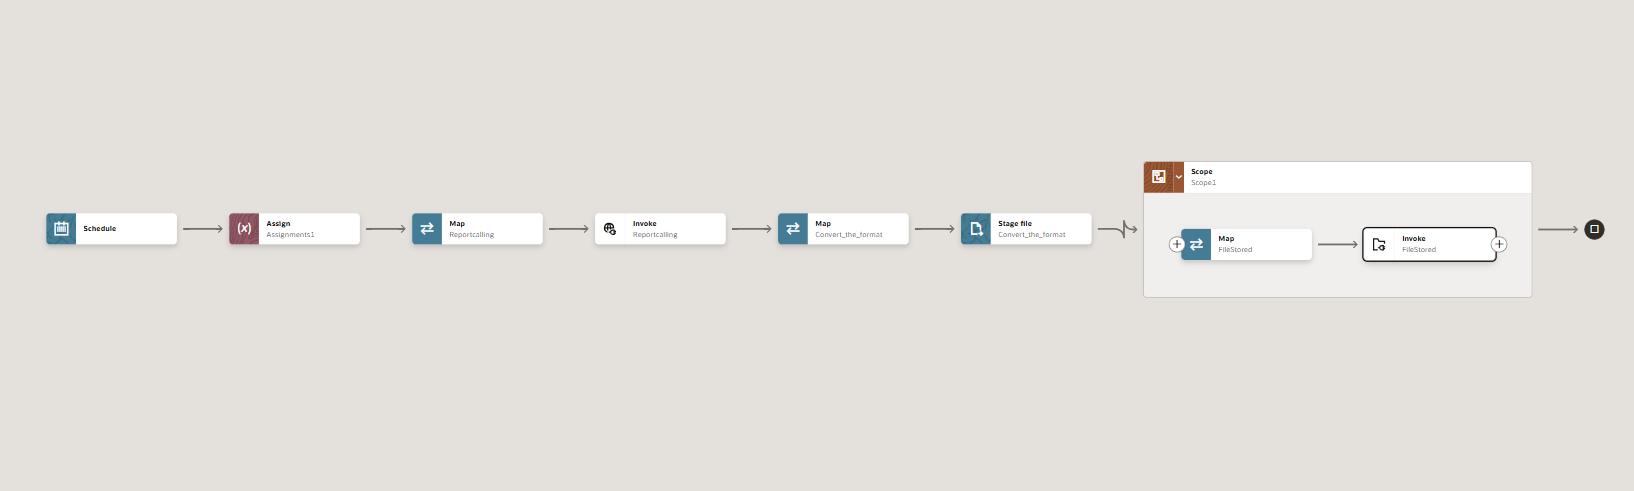 Schedule
Assign
Assignments1
Map
Reportcalling
Invoke
Reportcalling
Map
Convert_the_format
Stage file
Convert_the_format
Scope
Scope1
Map
FileStored
Invoke
FileStored